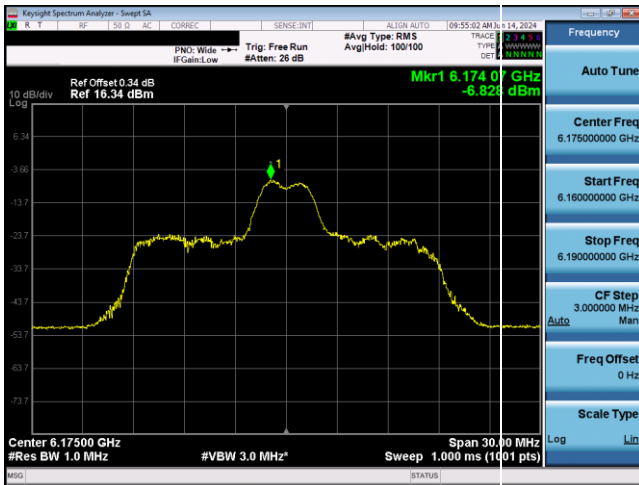 Keysight Spectrum Analyzer - Swept SA
R T RF 50 Ω AC CORREC SENSE:INT ALIGN AUTO 09:55:02 AM Jun 14, 2024
PNO: Wide Trig: Free Run #Avg Type: RMS TRACE 2 3 4 5 6
IFGain:Low #Atten: 26 dB Avg|Hold: 100/100 TYPE WWWWW
DET A NNNNN
Ref Offset 0.34 dB Mkr1 6.174 07 GHz
10 dB/div Ref 16.34 dBm -6.828 dBm
Log
6.34
1
-3.66
-13.7
-23.7
-33.7
-43.7
-53.7
-63.7
-73.7
Center 6.17500 GHz Span 30.00 MHz
#Res BW 1.0 MHz #VBW 3.0 MHz* Sweep 1.000 ms (1001 pts)
MSG STATUS
Frequency
Auto Tune
Center Freq
6.175000000 GHz
Start Freq
6.160000000 GHz
Stop Freq
6.190000000 GHz
CF Step
3.000000 MHz
Auto Man
Freq Offset
0 Hz
Scale Type
Log Lin